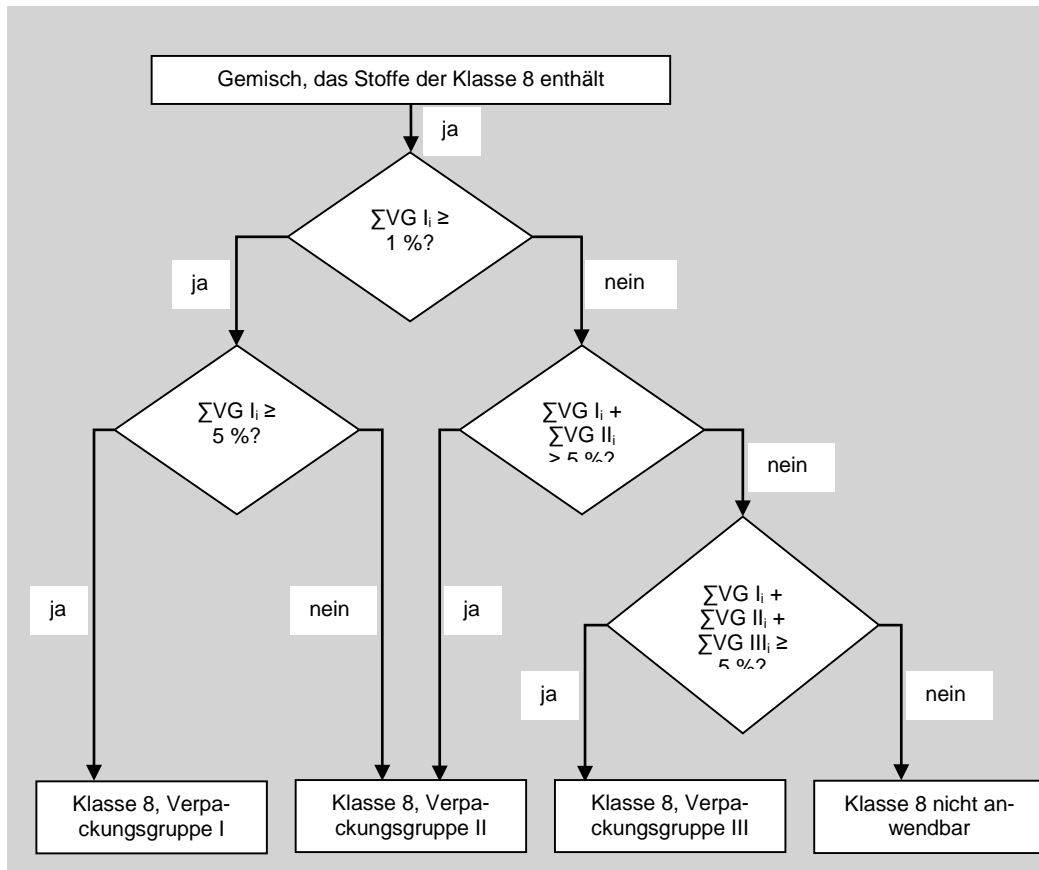 Gemisch, das Stoffe der Klasse 8 enthält
ja
∑VG Iᵢ ≥
1 %?
ja
nein
∑VG Iᵢ ≥
5 %?
∑VG Iᵢ +
∑VG IIᵢ
≥ 5 %?
nein
ja
nein
ja
∑VG Iᵢ +
∑VG IIᵢ +
∑VG IIIᵢ ≥
5 %?
ja
nein
Klasse 8, Verpa-
ckungsgruppe I
Klasse 8, Verpa-
ckungsgruppe II
Klasse 8, Verpa-
ckungsgruppe III
Klasse 8 nicht an-
wendbar